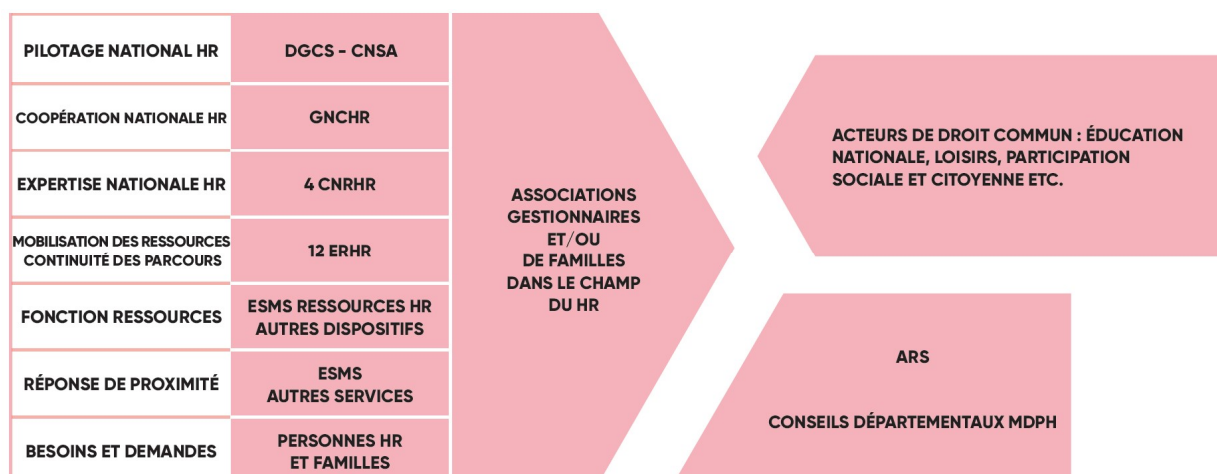 PILOTAGE NATIONAL HR
DGCS - CNSA
COOPÉRATION NATIONALE HR
GNCHR
EXPERTISE NATIONALE HR
4 CNRHR
MOBILISATION DES RESSOURCES
CONTINUITÉ DES PARCOURS
12 ERHR
FONCTION RESSOURCES
ESMS RESSOURCES HR
AUTRES DISPOSITIFS
RÉPONSE DE PROXIMITÉ
ESMS
AUTRES SERVICES
BESOINS ET DEMANDES
PERSONNES HR
ET FAMILLES
ASSOCIATIONS
GESTIONNAIRES
ET/OU
DE FAMILLES
DANS LE CHAMP
DU HR
ACTEURS DE DROIT COMMUN : ÉDUCATION
NATIONALE, LOISIRS, PARTICIPATION
SOCIALE ET CITOYENNE ETC.
ARS
CONSEILS DÉPARTEMENTAUX MDPH